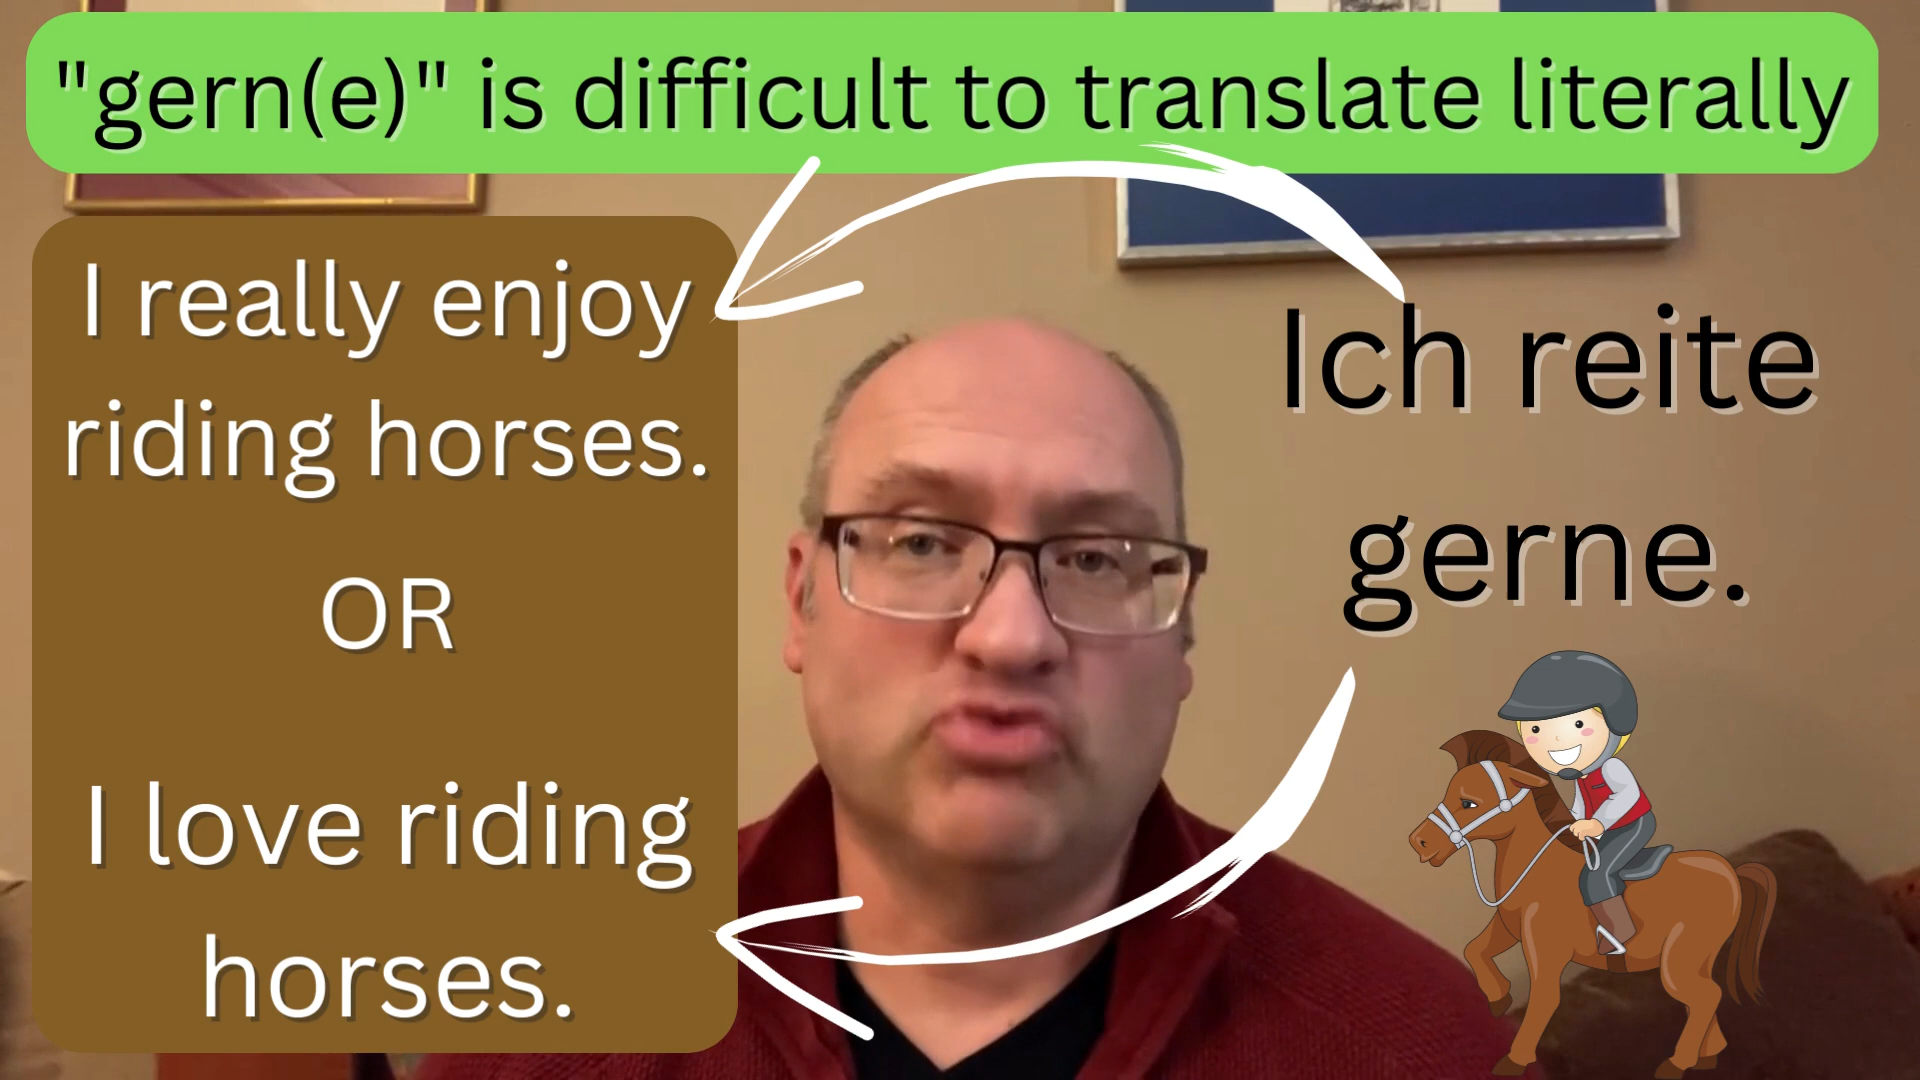 "gern(e)" is difficult to translate literally
I really enjoy
riding horses.
OR
I love riding
horses.
Ich reite
gerne.